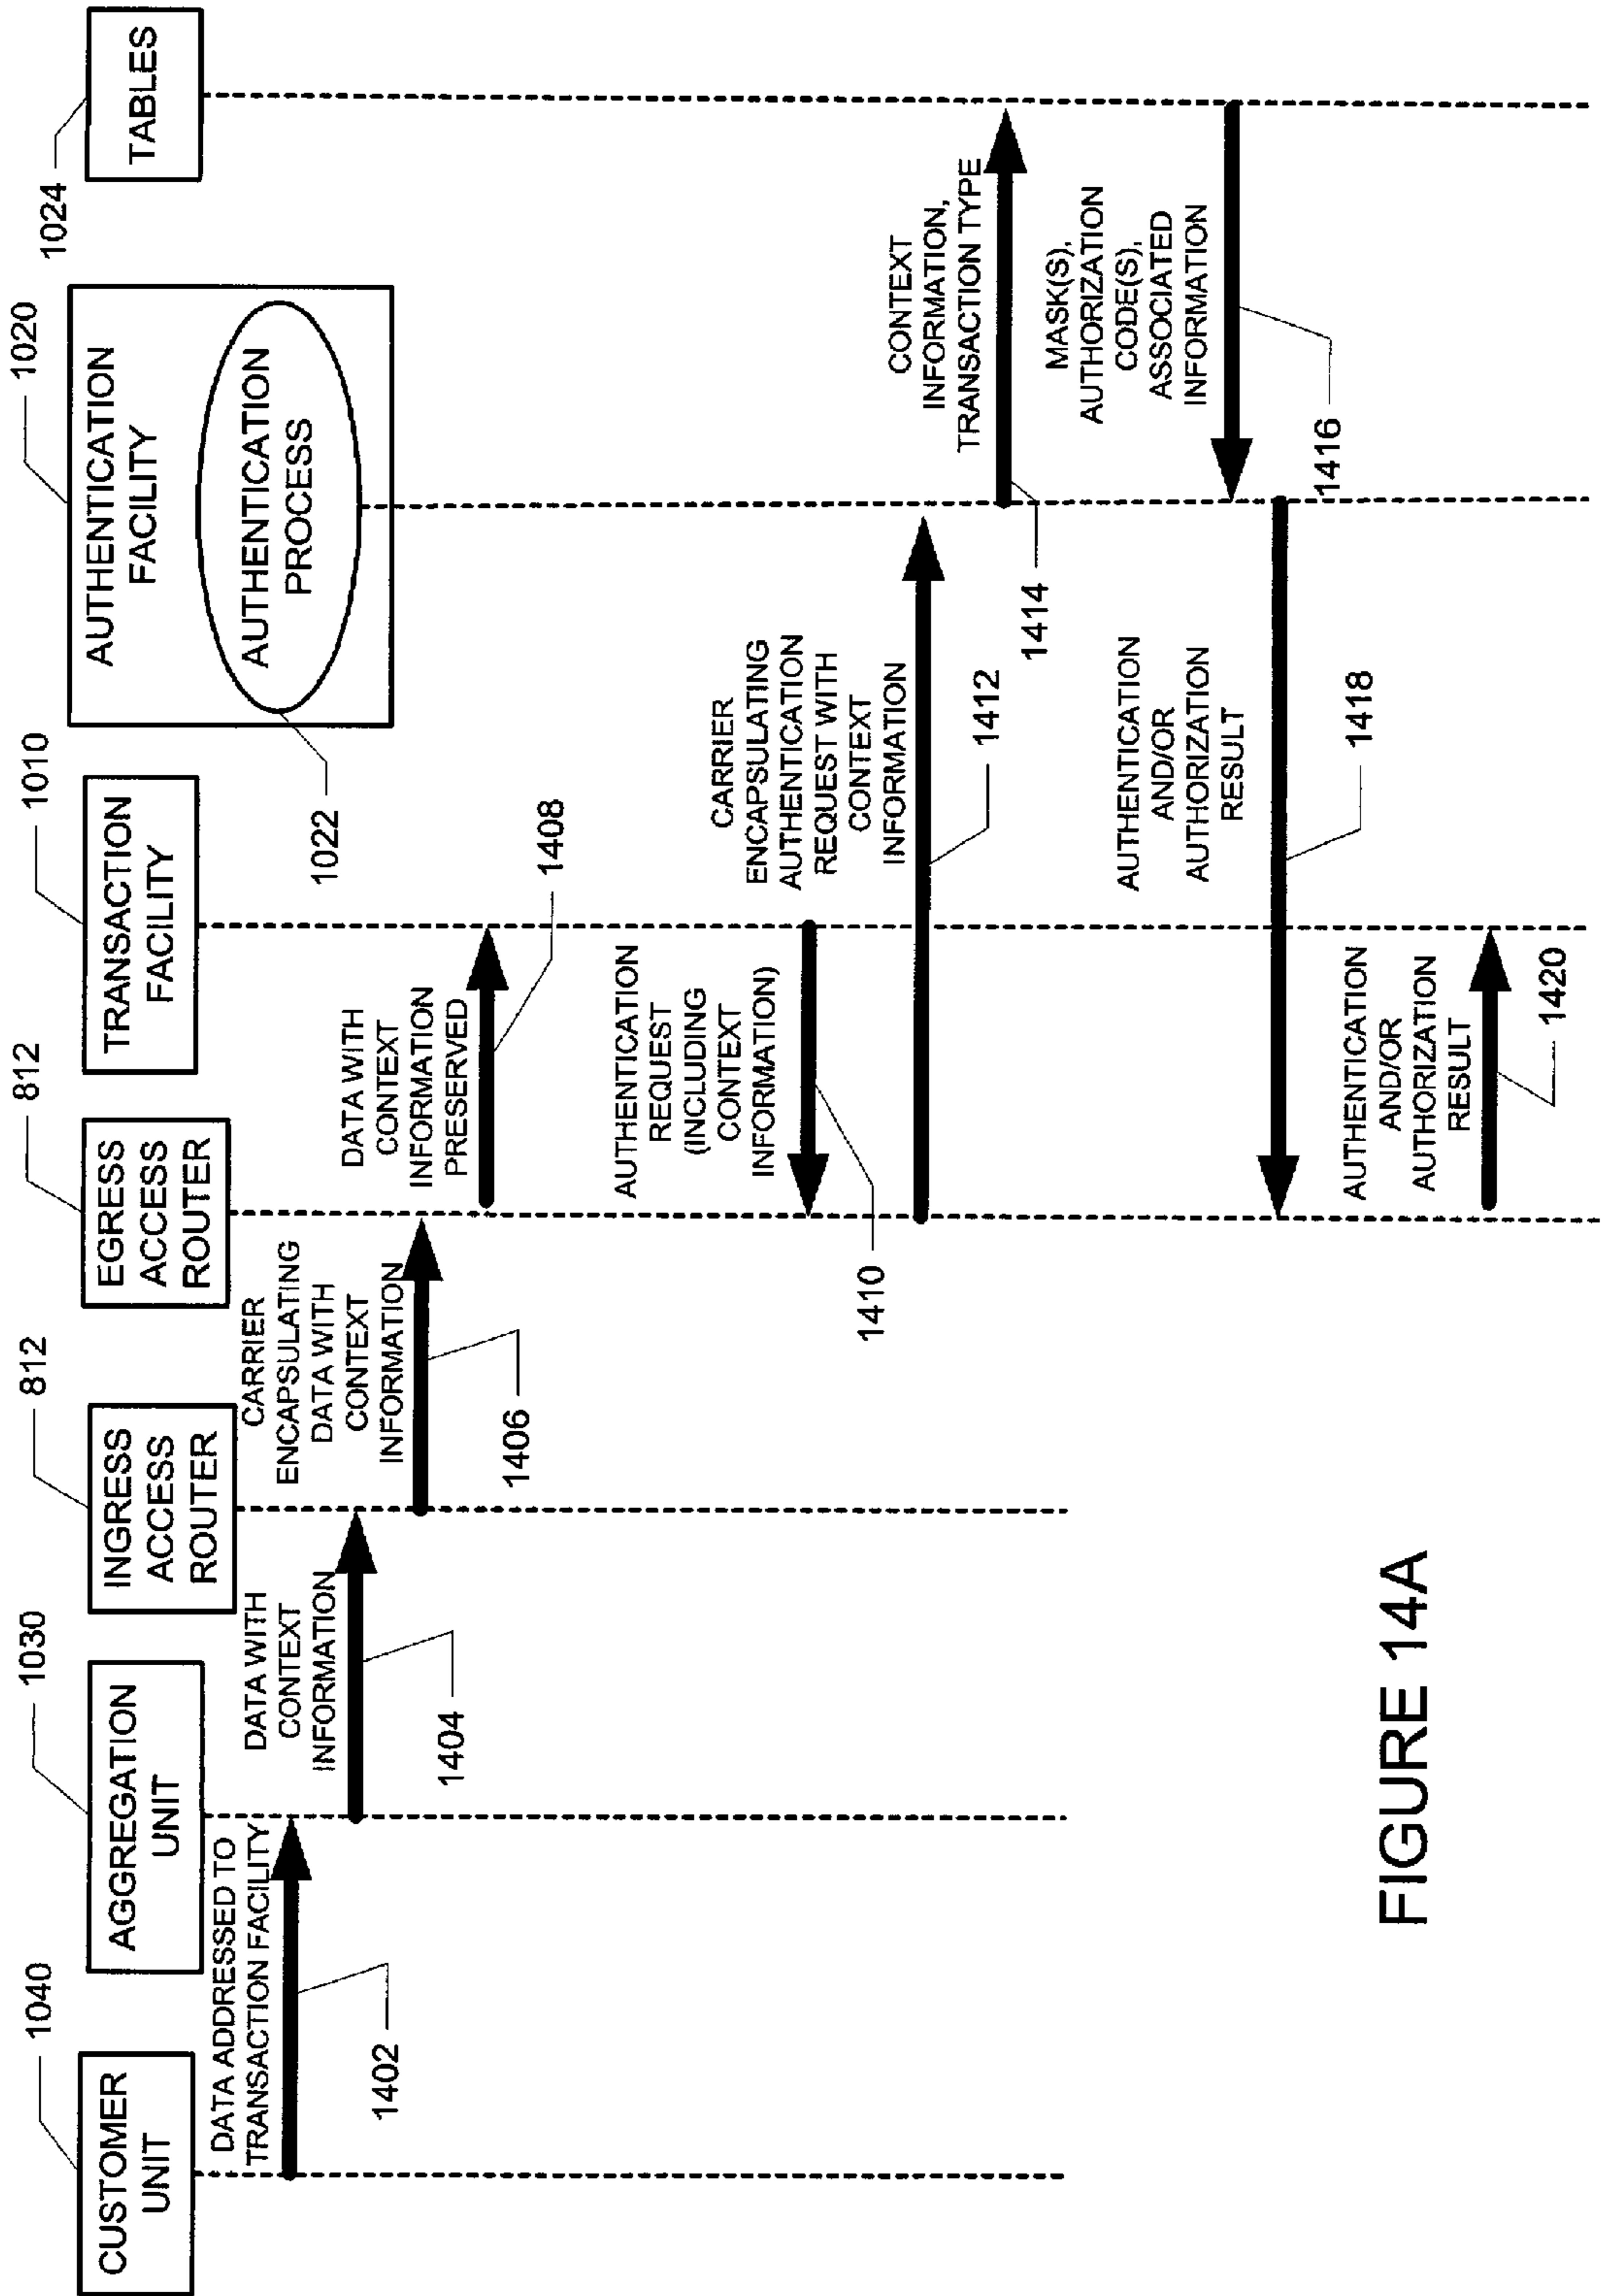 1040
CUSTOMER
UNIT
1030
AGGREGATION
UNIT
812
INGRESS
ACCESS
ROUTER
812
EGRESS
ACCESS
ROUTER
1010
TRANSACTION
FACILITY
1020
AUTHENTICATION
FACILITY
AUTHENTICATION
PROCESS
1022
1024
TABLES
DATA ADDRESSED TO
TRANSACTION FACILITY
1402
DATA WITH
CONTEXT
INFORMATION
1404
CARRIER
ENCAPSULATING
DATA WITH
CONTEXT
INFORMATION
1406
DATA WITH
CONTEXT
INFORMATION
PRESERVED
1408
AUTHENTICATION
REQUEST
(INCLUDING
CONTEXT
INFORMATION)
1410
CARRIER
ENCAPSULATING
AUTHENTICATION
REQUEST WITH
CONTEXT
INFORMATION
1412
CONTEXT
INFORMATION,
TRANSACTION TYPE
1414
MASK(S),
AUTHORIZATION
CODE(S),
ASSOCIATED
INFORMATION
1416
AUTHENTICATION
AND/OR
AUTHORIZATION
RESULT
1418
AUTHENTICATION
AND/OR
AUTHORIZATION
RESULT
1420
FIGURE 14A